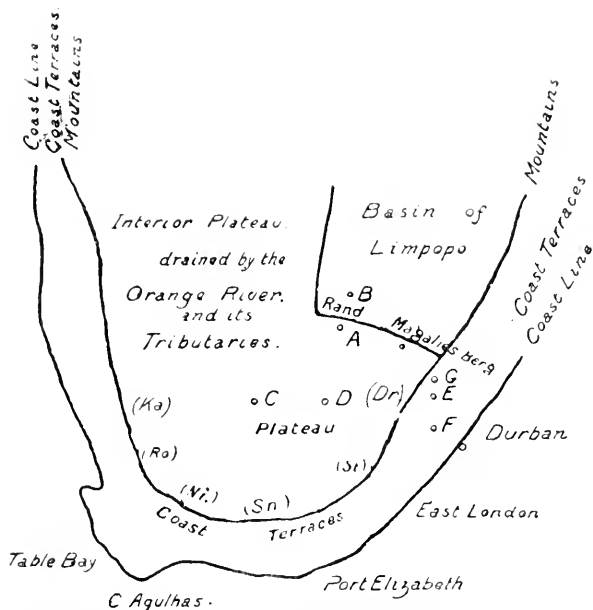 Coast Line
Coast Terraces.
Mountains
Mountains
Coast Terraces
Coast Line
Interior Plateau.
drained by the
Orange River.
and its
Tributaries.
Basin of
Limpopo
B
Rand
A
Magalies berg
G
E
(Ka)
C
D
(Dr)
Plateau
F
Durban
(Ro)
(St)
(Ni.)
(Sn)
Coast
Terraces
East London
Table Bay
Port Elizabeth
C Agulhas.